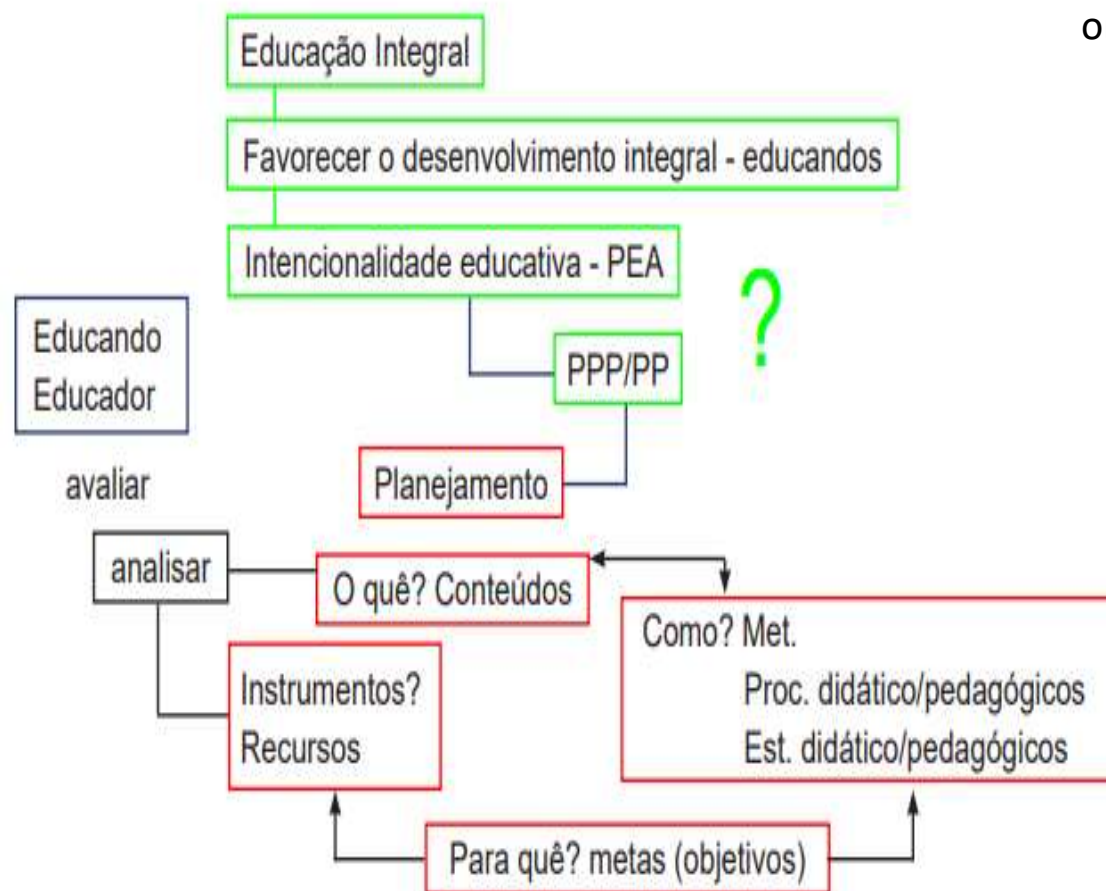 o
Educação Integral
Favorecer o desenvolvimento integral - educandos
Intencionalidade educativa - PEA
?
Educando
Educador
PPP/PP
avaliar
Planejamento
analisar
O quê? Conteúdos
Como? Met.
Proc. didático/pedagógicos
Est. didático/pedagógicos
Instrumentos?
Recursos
Para quê? metas (objetivos)